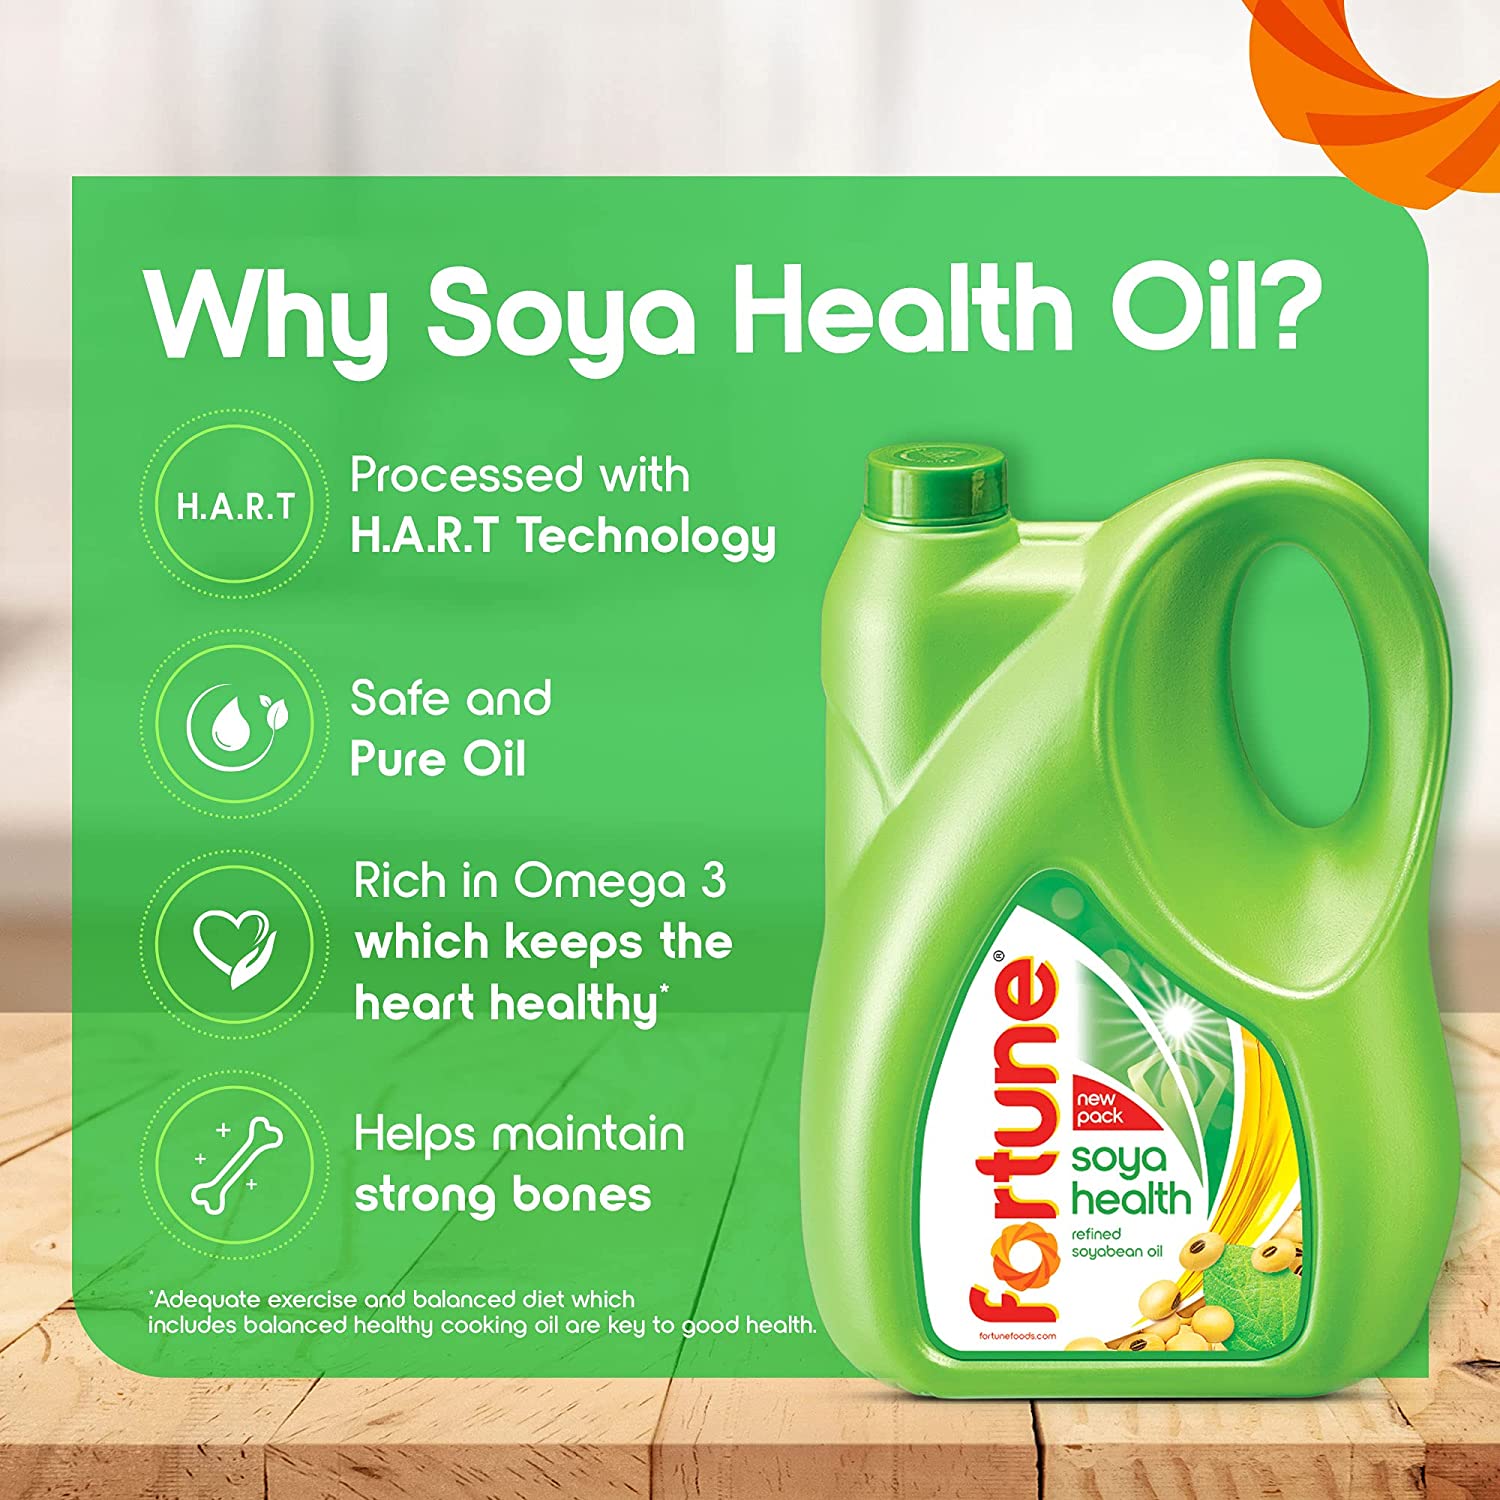 Why Soya Health Oil?
H.A.R.T
Processed with
H.A.R.T Technology
Safe and
Pure Oil
Rich in Omega 3
which keeps the
heart healthy*
Helps maintain
strong bones
*Adequate exercise and balanced diet which
includes balanced healthy cooking oil are key to good health.
fortune®
new
pack
soya
health
refined
soyabean oil
fortunefoods.com